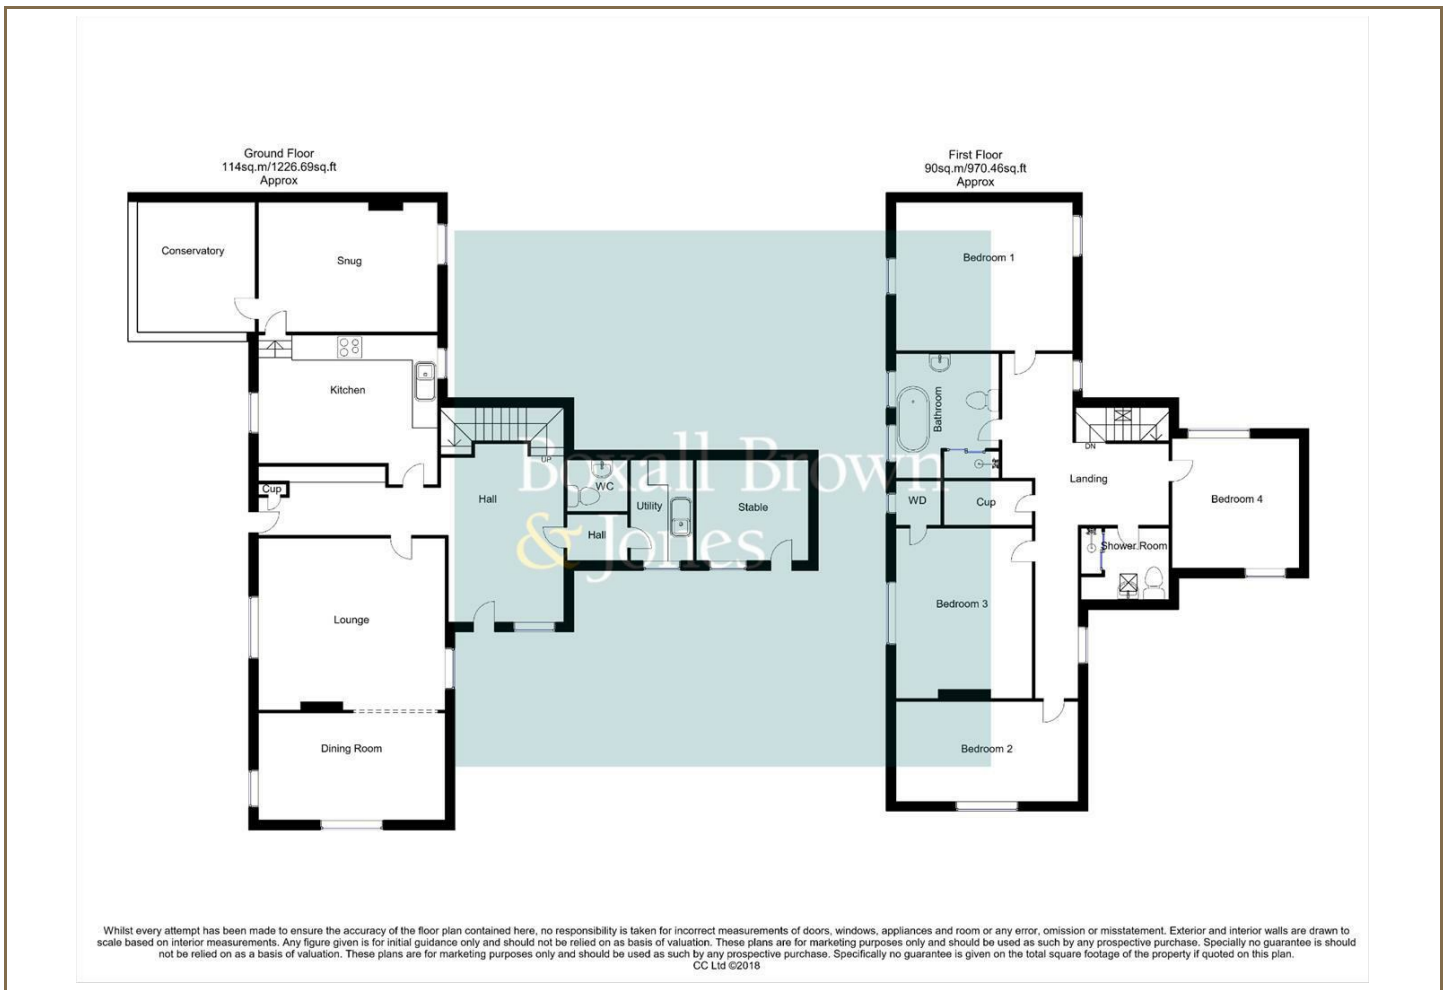 Ground Floor
114sq.m/1226.69sq.ft
Approx
Conservatory
Snug
Kitchen
UP
Cup
Hall
WC
Utility
Stable
Hall
Lounge
Dining Room
First Floor
90sq.m/970.46sq.ft
Approx
Bedroom 1
Bathroom
DN
Landing
WD
Cup
Bedroom 4
Shower Room
Bedroom 3
Bedroom 2
Boxall Brown
& Jones
Whilst every attempt has been made to ensure the accuracy of the floor plan contained here, no responsibility is taken for incorrect measurements of doors, windows, appliances and room or any error, omission or misstatement. Exterior and interior walls are drawn to
scale based on interior measurements. Any figure given is for initial guidance only and should not be relied on as basis of valuation. These plans are for marketing purposes only and should be used as such by any prospective purchase. Specially no guarantee is should
not be relied on as a basis of valuation. These plans are for marketing purposes only and should be used as such by any prospective purchase. Specifically no guarantee is given on the total square footage of the property if quoted on this plan.
CC Ltd ©2018